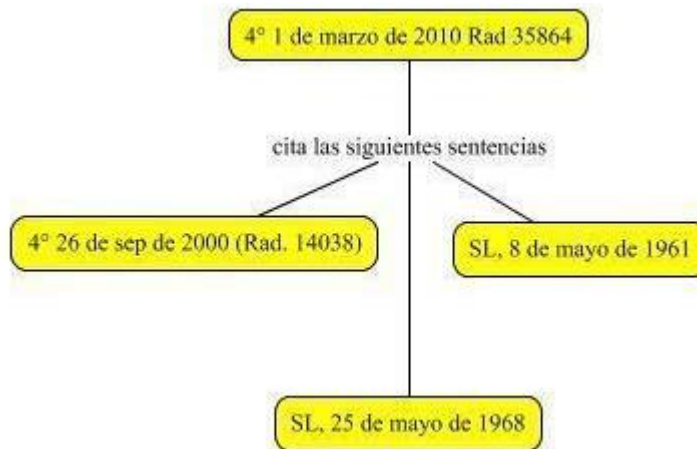 4° 1 de marzo de 2010 Rad 35864
cita las siguientes sentencias
4° 26 de sep de 2000 (Rad. 14038)
SL, 8 de mayo de 1961
SL, 25 de mayo de 1968